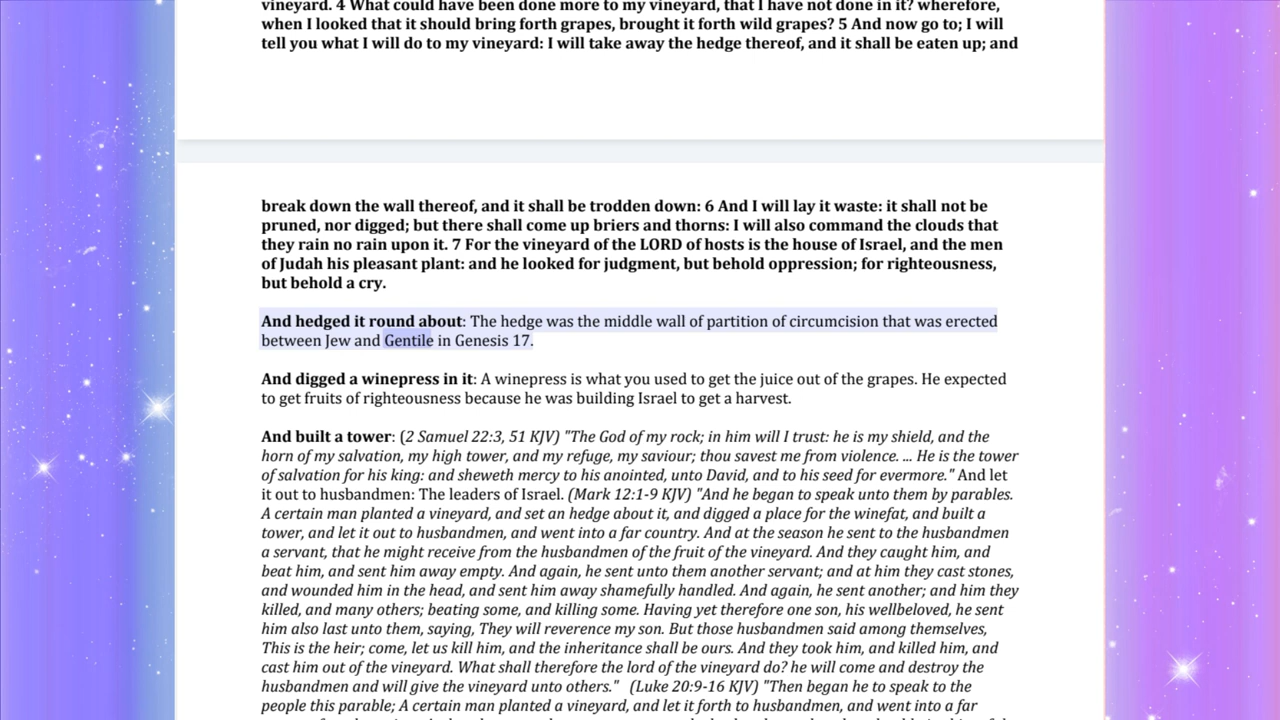 vineyard. 4 What could have been done more to my vineyard, that I have not done in it? wherefore,
when I looked that it should bring forth grapes, brought it forth wild grapes? 5 And now go to; I will
tell you what I will do to my vineyard: I will take away the hedge thereof, and it shall be eaten up; and
break down the wall thereof, and it shall be trodden down: 6 And I will lay it waste: it shall not be
pruned, nor digged; but there shall come up briers and thorns: I will also command the clouds that
they rain no rain upon it. 7 For the vineyard of the LORD of hosts is the house of Israel, and the men
of Judah his pleasant plant: and he looked for judgment, but behold oppression; for righteousness,
but behold a cry.
And hedged it round about: The hedge was the middle wall of partition of circumcision that was erected
between Jew and Gentile in Genesis 17.
And digged a winepress in it: A winepress is what you used to get the juice out of the grapes. He expected
to get fruits of righteousness because he was building Israel to get a harvest.
And built a tower: (2 Samuel 22:3, 51 KJV) "The God of my rock; in him will I trust: he is my shield, and the
horn of my salvation, my high tower, and my refuge, my saviour; thou savest me from violence. ... He is the tower
of salvation for his king: and sheweth mercy to his anointed, unto David, and to his seed for evermore." And let
it out to husbandmen: The leaders of Israel. (Mark 12:1-9 KJV) "And he began to speak unto them by parables.
A certain man planted a vineyard, and set an hedge about it, and digged a place for the winefat, and built a
tower, and let it out to husbandmen, and went into a far country. And at the season he sent to the husbandmen
a servant, that he might receive from the husbandmen of the fruit of the vineyard. And they caught him, and
beat him, and sent him away empty. And again, he sent unto them another servant; and at him they cast stones,
and wounded him in the head, and sent him away shamefully handled. And again, he sent another; and him they
killed, and many others; beating some, and killing some. Having yet therefore one son, his wellbeloved, he sent
him also last unto them, saying, They will reverence my son. But those husbandmen said among themselves,
This is the heir; come, let us kill him, and the inheritance shall be ours. And they took him, and killed him, and
cast him out of the vineyard. What shall therefore the lord of the vineyard do? he will come and destroy the
husbandmen and will give the vineyard unto others." (Luke 20:9-16 KJV) "Then began he to speak to the
people this parable; A certain man planted a vineyard, and let it forth to husbandmen, and went into a far